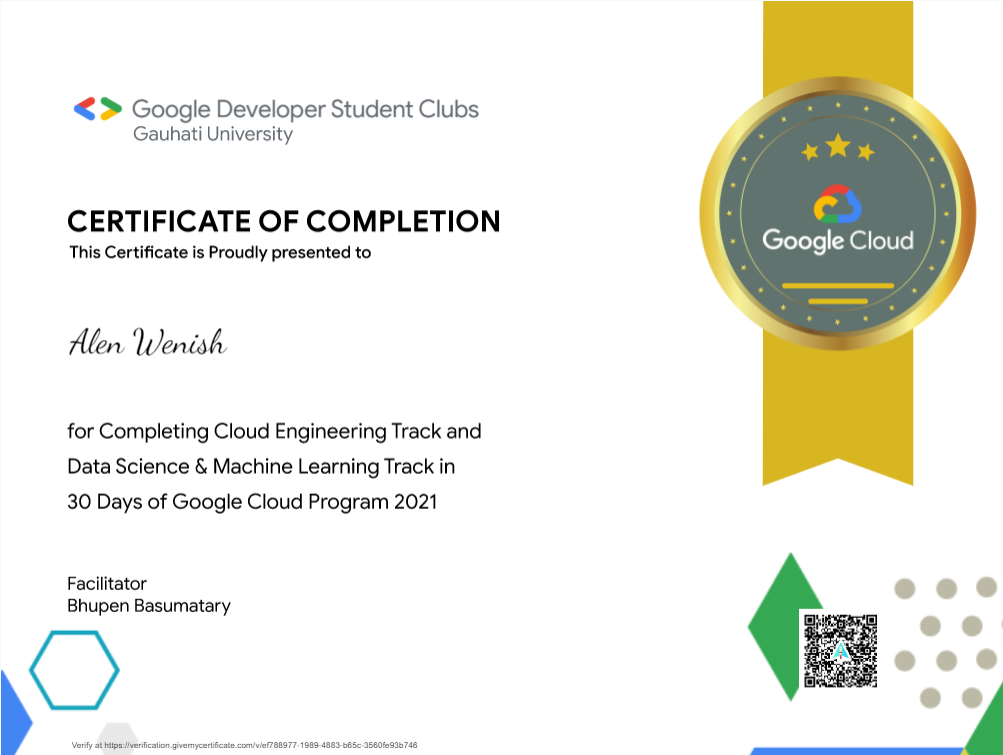 Google Developer Student Clubs
Gauhati University
CERTIFICATE OF COMPLETION
This Certificate is Proudly presented to
Alen Wenish
for Completing Cloud Engineering Track and
Data Science & Machine Learning Track in
30 Days of Google Cloud Program 2021
Facilitator
Bhupen Basumatary
Google Cloud
Verify at https://verification.givemycertificate.com/v/ef788977-1989-4883-b65c-3560fe93b746